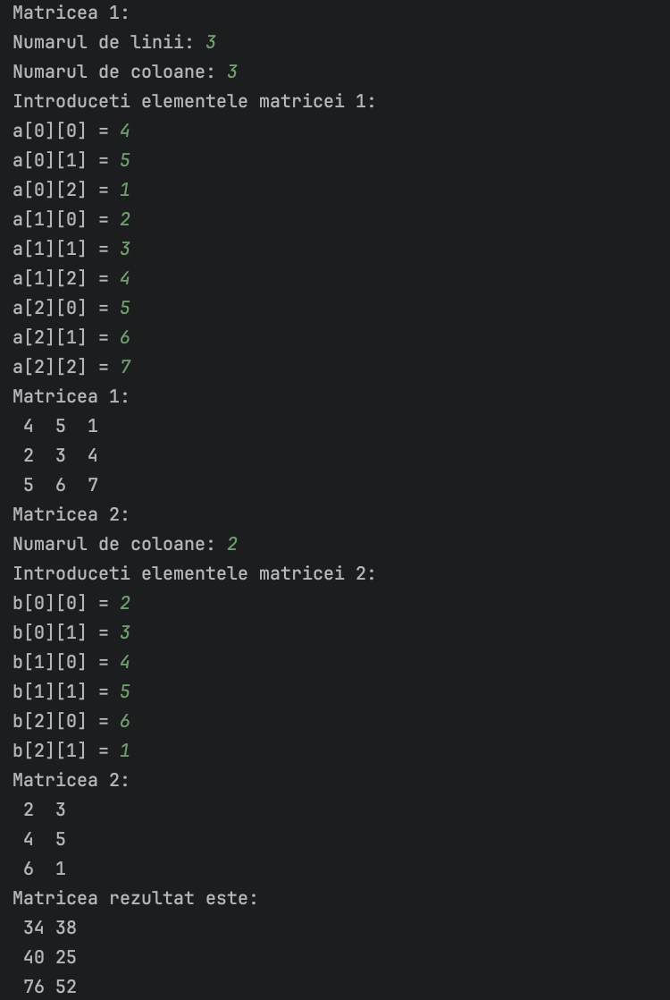 Matricea 1:
Numarul de linii: 3
Numarul de coloane: 3
Introduceti elementele matricei 1:
a[0][0] = 4
a[0][1] = 5
a[0][2] = 1
a[1][0] = 2
a[1][1] = 3
a[1][2] = 4
a[2][0] = 5
a[2][1] = 6
a[2][2] = 7
Matricea 1:
 4  5  1
 2  3  4
 5  6  7
Matricea 2:
Numarul de coloane: 2
Introduceti elementele matricei 2:
b[0][0] = 2
b[0][1] = 3
b[1][0] = 4
b[1][1] = 5
b[2][0] = 6
b[2][1] = 1
Matricea 2:
 2  3
 4  5
 6  1
Matricea rezultat este:
 34 38
 40 25
 76 52